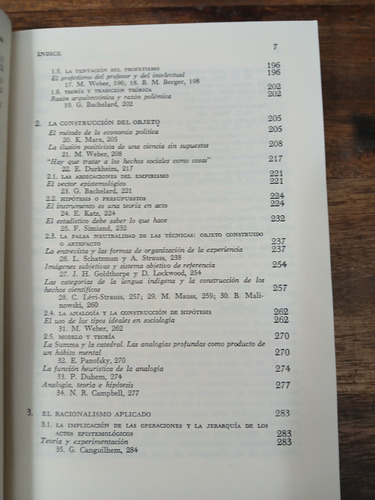 ÍNDICE 7
1.5. LA TENTACIÓN DEL PROFETISMO 196
El profetismo del profesor y del intelectual 196
17. M. Weber, 196; 18. B. M. Berger, 198
1.6. TEORÍA Y TRADICIÓN TEÓRICA 202
Razón arquitectónica y razón polémica 202
19. G. Bachelard, 202
2. LA CONSTRUCCIÓN DEL OBJETO 205
El método de la economía política 205
20. K. Marx, 205
La ilusión positivista de una ciencia sin supuestos 208
21. M. Weber, 208
"Hay que tratar a los hechos sociales como cosas" 217
22. E. Durkheim, 217
2.1. LAS ABDICACIONES DEL EMPIRISMO 221
El vector epistemológico 221
23. G. Bachelard, 221
2.2. HIPÓTESIS O PRESUPUESTOS 224
El instrumento es una teoría en acto 224
24. E. Katz, 224
El estadístico debe saber lo que hace 232
25. F. Simiand, 232
2.3. LA FALSA NEUTRALIDAD DE LAS TÉCNICAS: OBJETO CONSTRUIDO
O ARTEFACTO 237
La entrevista y las formas de organización de la experiencia 237
26. L. Schatzman y A. Strauss, 238
Imágenes subjetivas y sistema objetivo de referencia 254
27. J. H. Goldthorpe y D. Lockwood, 254
Las categorías de la lengua indígena y la construcción de los
hechos científicos 257
28. C. Lévi-Strauss, 257; 29. M. Mauss, 259; 30. B. Mali-
nowski, 260
2.4. LA ANALOGÍA Y LA CONSTRUCCIÓN DE HIPÓTESIS 262
El uso de los tipos ideales en sociología 262
31. M. Weber, 262
2.5. MODELO Y TEORÍA 270
La Summa y la catedral. Las analogías profundas como producto de
un hábito mental 270
32. E. Panofsky, 270
La función heurística de la analogía 274
33. P. Duhem, 274
Analogía, teoría e hipótesis 277
34. N. R. Campbell, 277
3. EL RACIONALISMO APLICADO 283
3.1. LA IMPLICACIÓN DE LAS OPERACIONES Y LA JERARQUÍA DE LOS
ACTOS EPISTEMOLÓGICOS 283
Teoría y experimentación 283
35. G. Canguilhem, 284